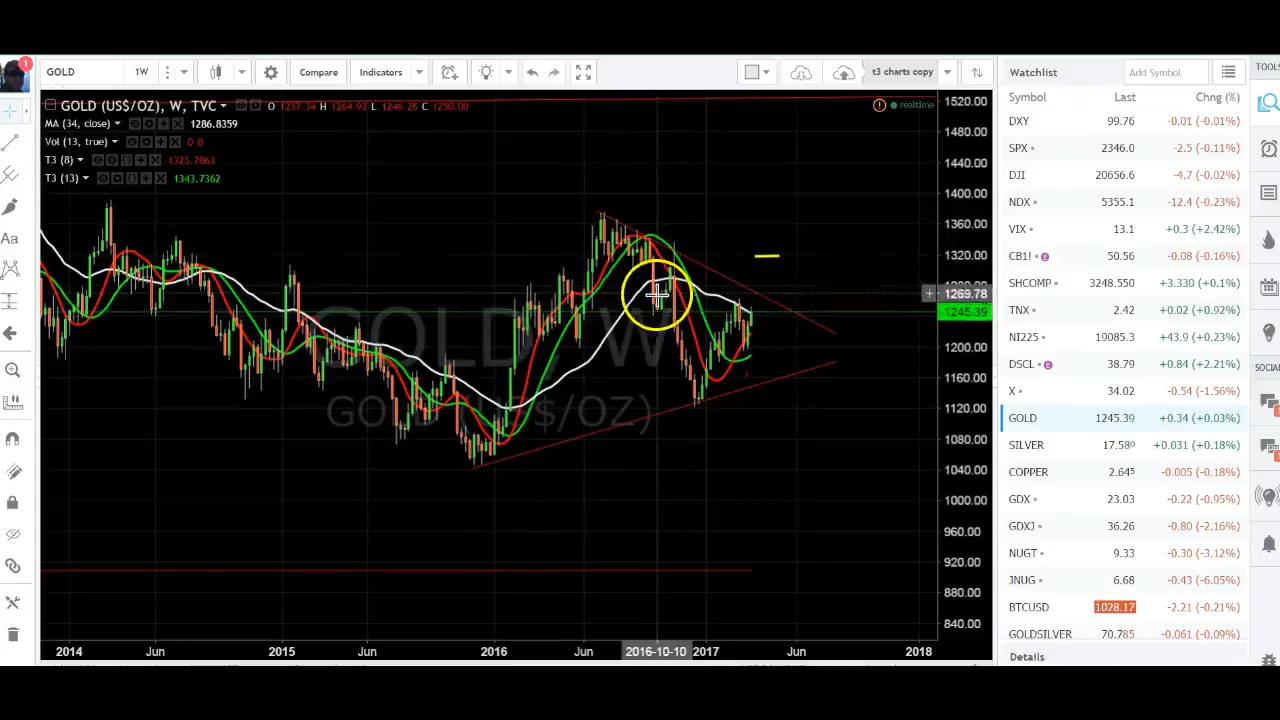 1
GOLD 1W Compare Indicators t3 charts copy
GOLD (US$/OZ), W, TVC O 1257.34 H 1264.93 L 1246.26 C 1250.00 realtime
MA (34, close) 1286.8359
Vol (13, true) 0 0
T3 (8) 1325.7063
T3 (13) 1343.7362
GOLD, W
GOLD (US$/OZ)
1520.00
1480.00
1440.00
1400.00
1360.00
1320.00
1269.78
1245.39
1200.00
1160.00
1120.00
1080.00
1040.00
1000.00
960.00
920.00
880.00
840.00
2014 Jun 2015 Jun 2016 Jun 2016-10-10 2017 Jun 2018
Aa
Watchlist Add Symbol
Symbol Last Chng (%)
DXY 99.76 -0.01 (-0.01%)
SPX 2346.0 -2.5 (-0.11%)
DJI 20656.6 -4.7 (-0.02%)
NDX 5355.1 -12.4 (-0.23%)
VIX 13.1 +0.3 (+2.42%)
CB1! 50.56 -0.08 (-0.16%)
SHCOMP 3248.550 +3.330 (+0.1%)
TNX 2.42 +0.02 (+0.92%)
NI225 19085.3 +43.9 (+0.23%)
DSCL 38.79 +0.84 (+2.21%)
X 34.02 -0.54 (-1.56%)
GOLD 1245.39 +0.34 (+0.03%)
SILVER 17.580 +0.031 (+0.18%)
COPPER 2.645 -0.005 (-0.18%)
GDX 23.03 -0.22 (-0.95%)
GDXJ 36.26 -0.80 (-2.16%)
NUGT 9.33 -0.30 (-3.12%)
JNUG 6.68 -0.43 (-6.05%)
BTCUSD 1028.17 -2.21 (-0.21%)
GOLDSILVER 70.785 -0.061 (-0.09%)
Details
TOOLS
SOCIAL